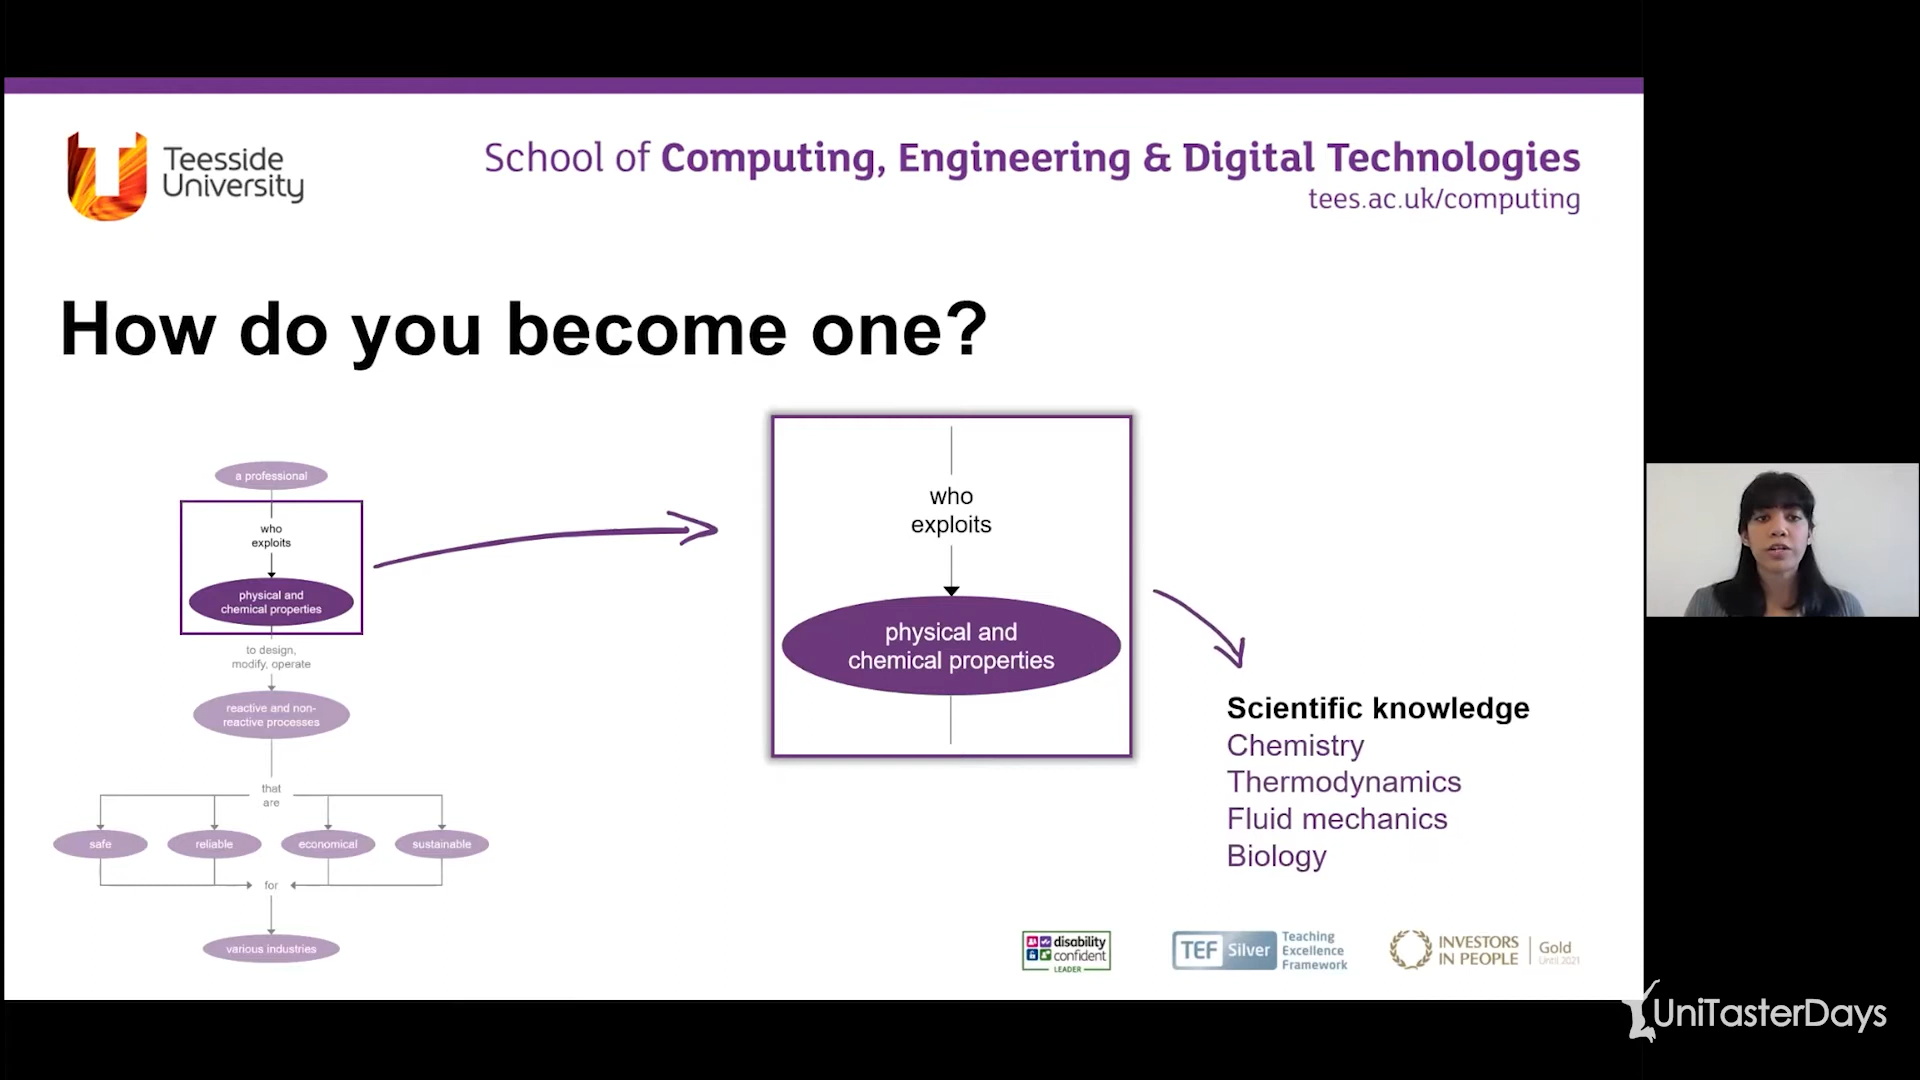 Teesside
University
School of Computing, Engineering & Digital Technologies
tees.ac.uk/computing
How do you become one?
a professional
who
exploits
physical and
chemical properties
to design,
modify, operate
reactive and non-
reactive processes
that
are
safe
reliable
economical
sustainable
for
various industries
who
exploits
physical and
chemical properties
Scientific knowledge
Chemistry
Thermodynamics
Fluid mechanics
Biology
disability
confident
LEADER
TEF Silver
Teaching
Excellence
Framework
INVESTORS
IN PEOPLE
Gold
Until 2021
UniTasterDays